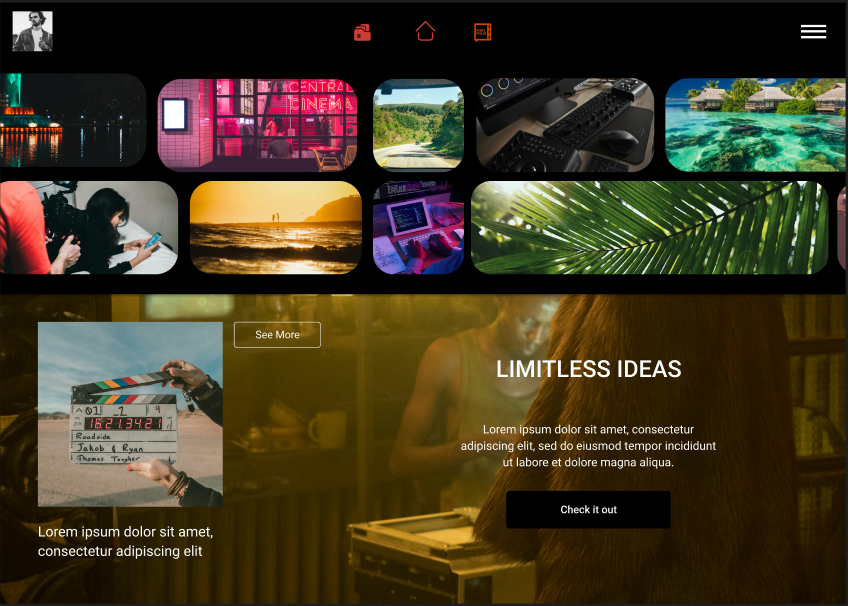 CENTRAL
CINEMA
See More
LIMITLESS IDEAS
01 2 9
16213421
Roadside
Jakob & Ryan
Thomas Tougher
Lorem ipsum dolor sit amet, consectetur
adipiscing elit, sed do eiusmod tempor incididunt
ut labore et dolore magna aliqua.
Check it out
Lorem ipsum dolor sit amet,
consectetur adipiscing elit